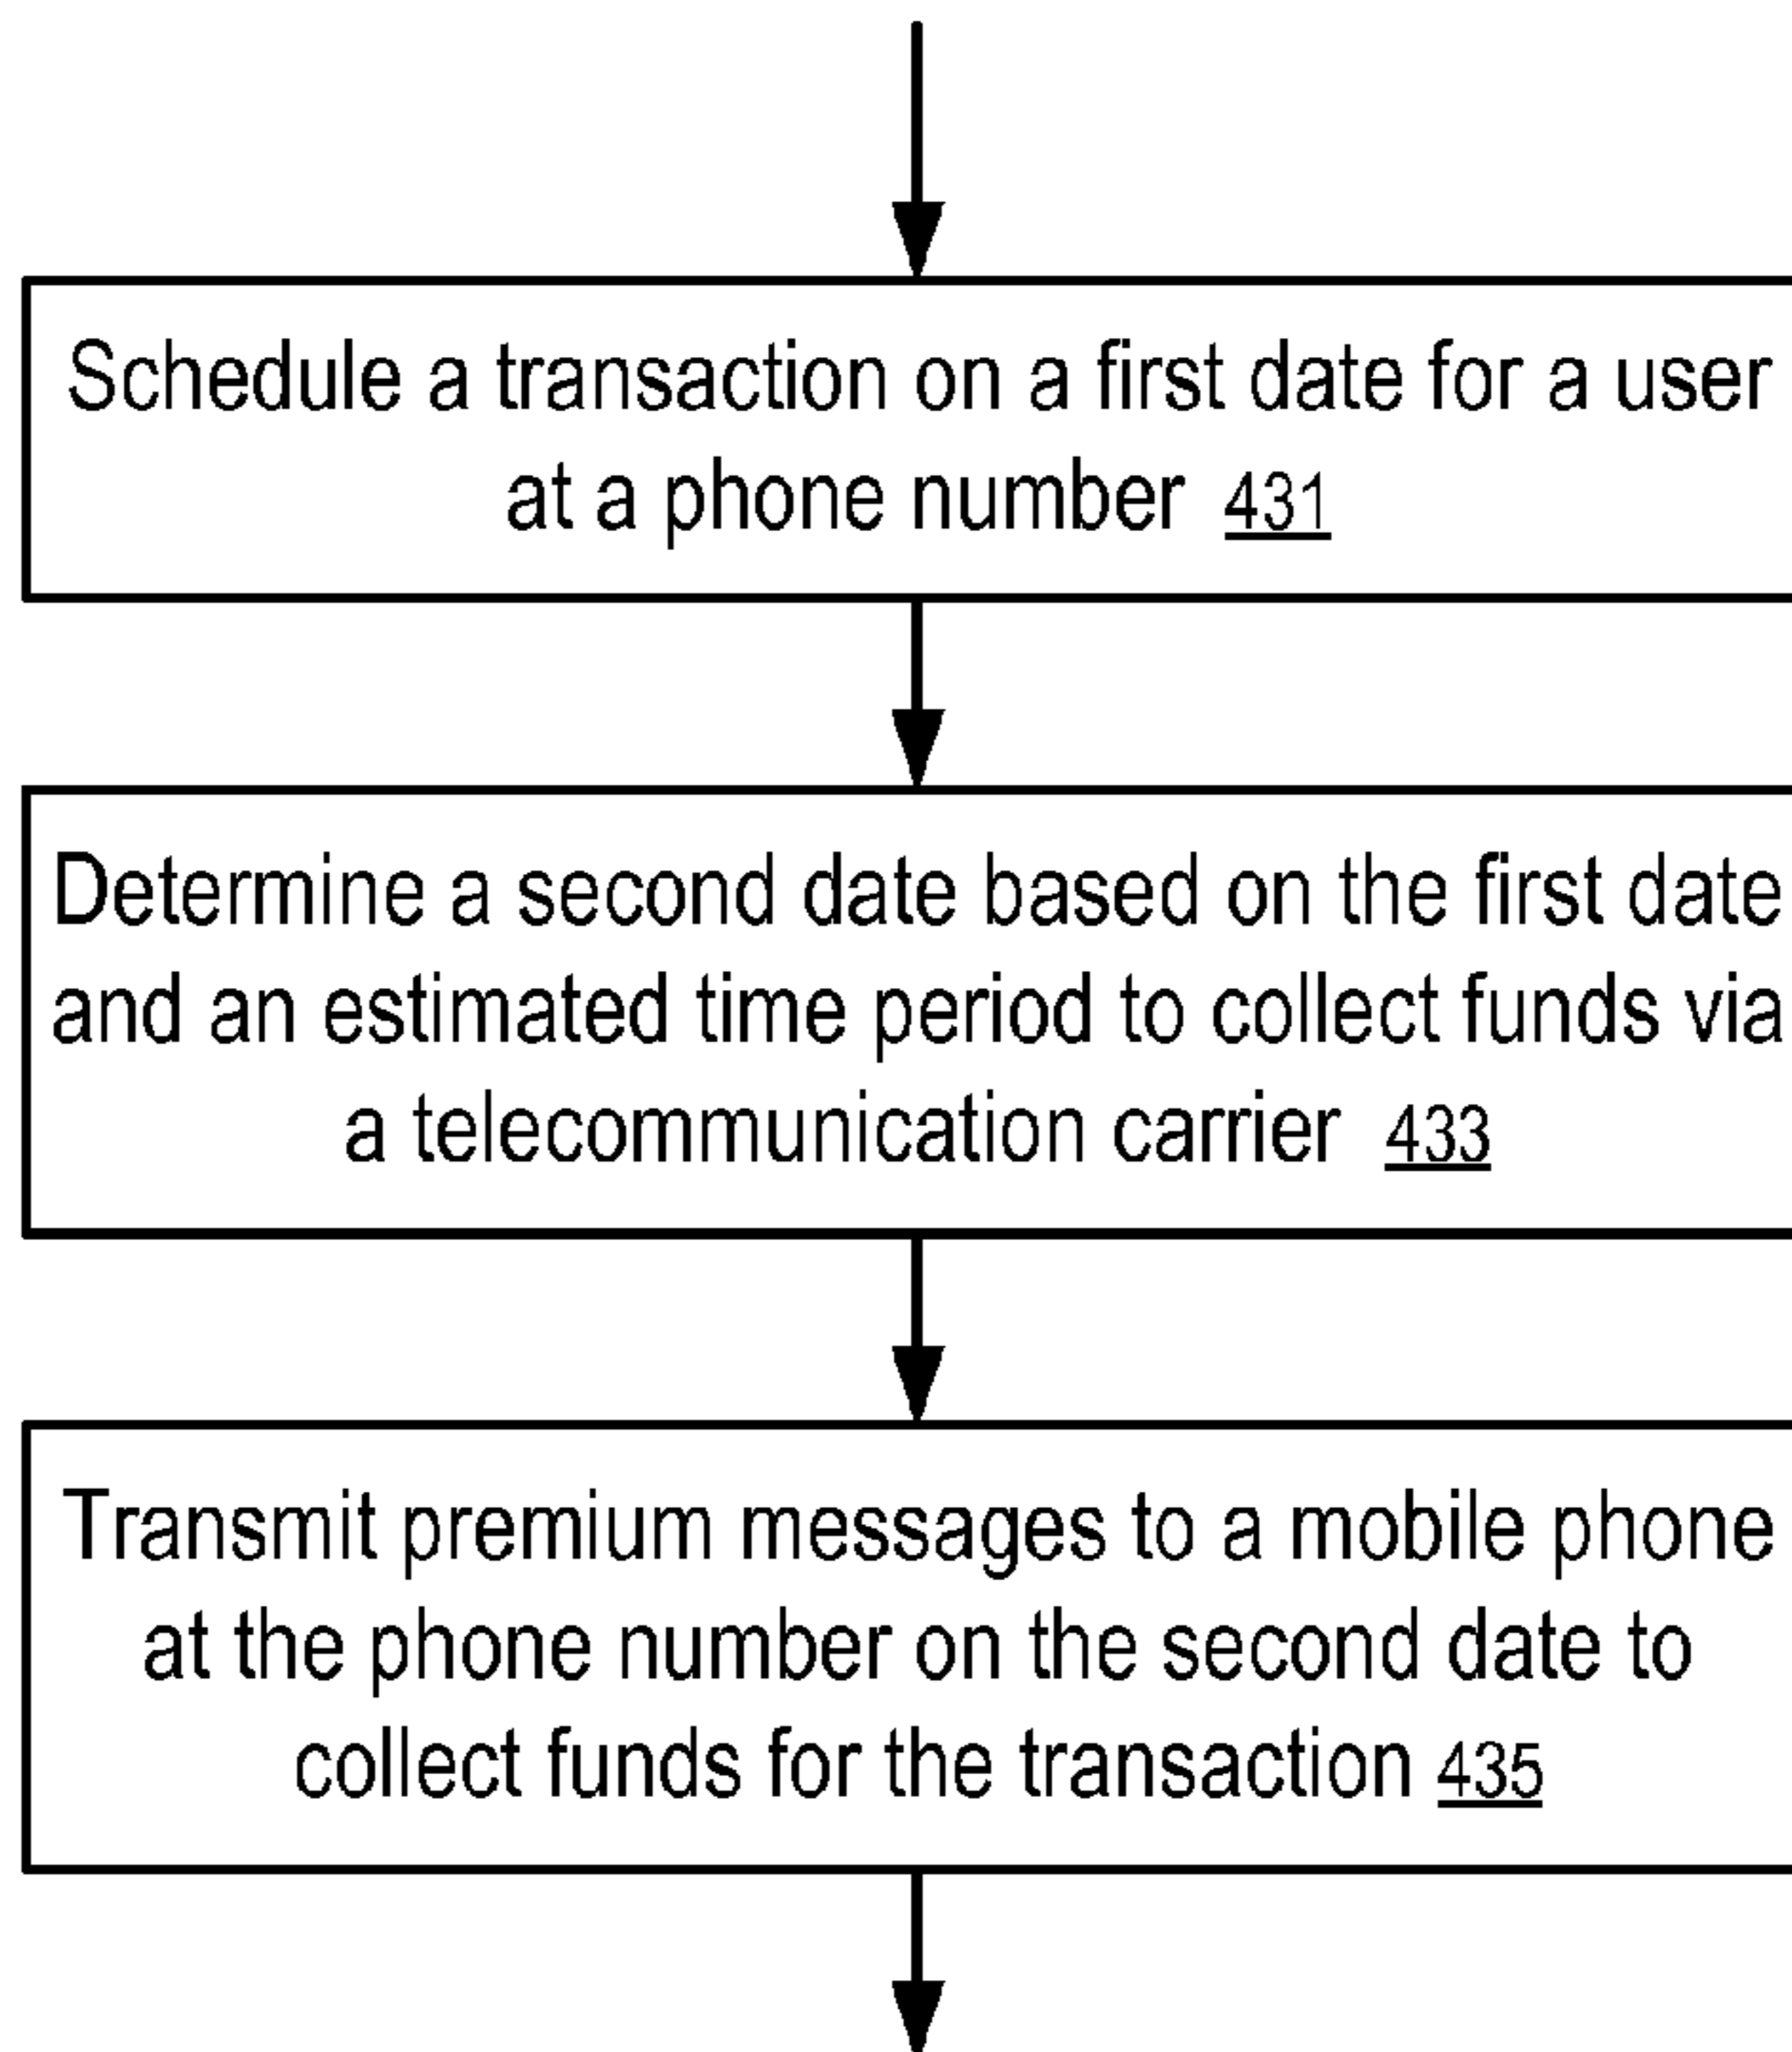 Schedule a transaction on a first date for a user
at a phone number 431
Determine a second date based on the first date
and an estimated time period to collect funds via
a telecommunication carrier 433
Transmit premium messages to a mobile phone
at the phone number on the second date to
collect funds for the transaction 435